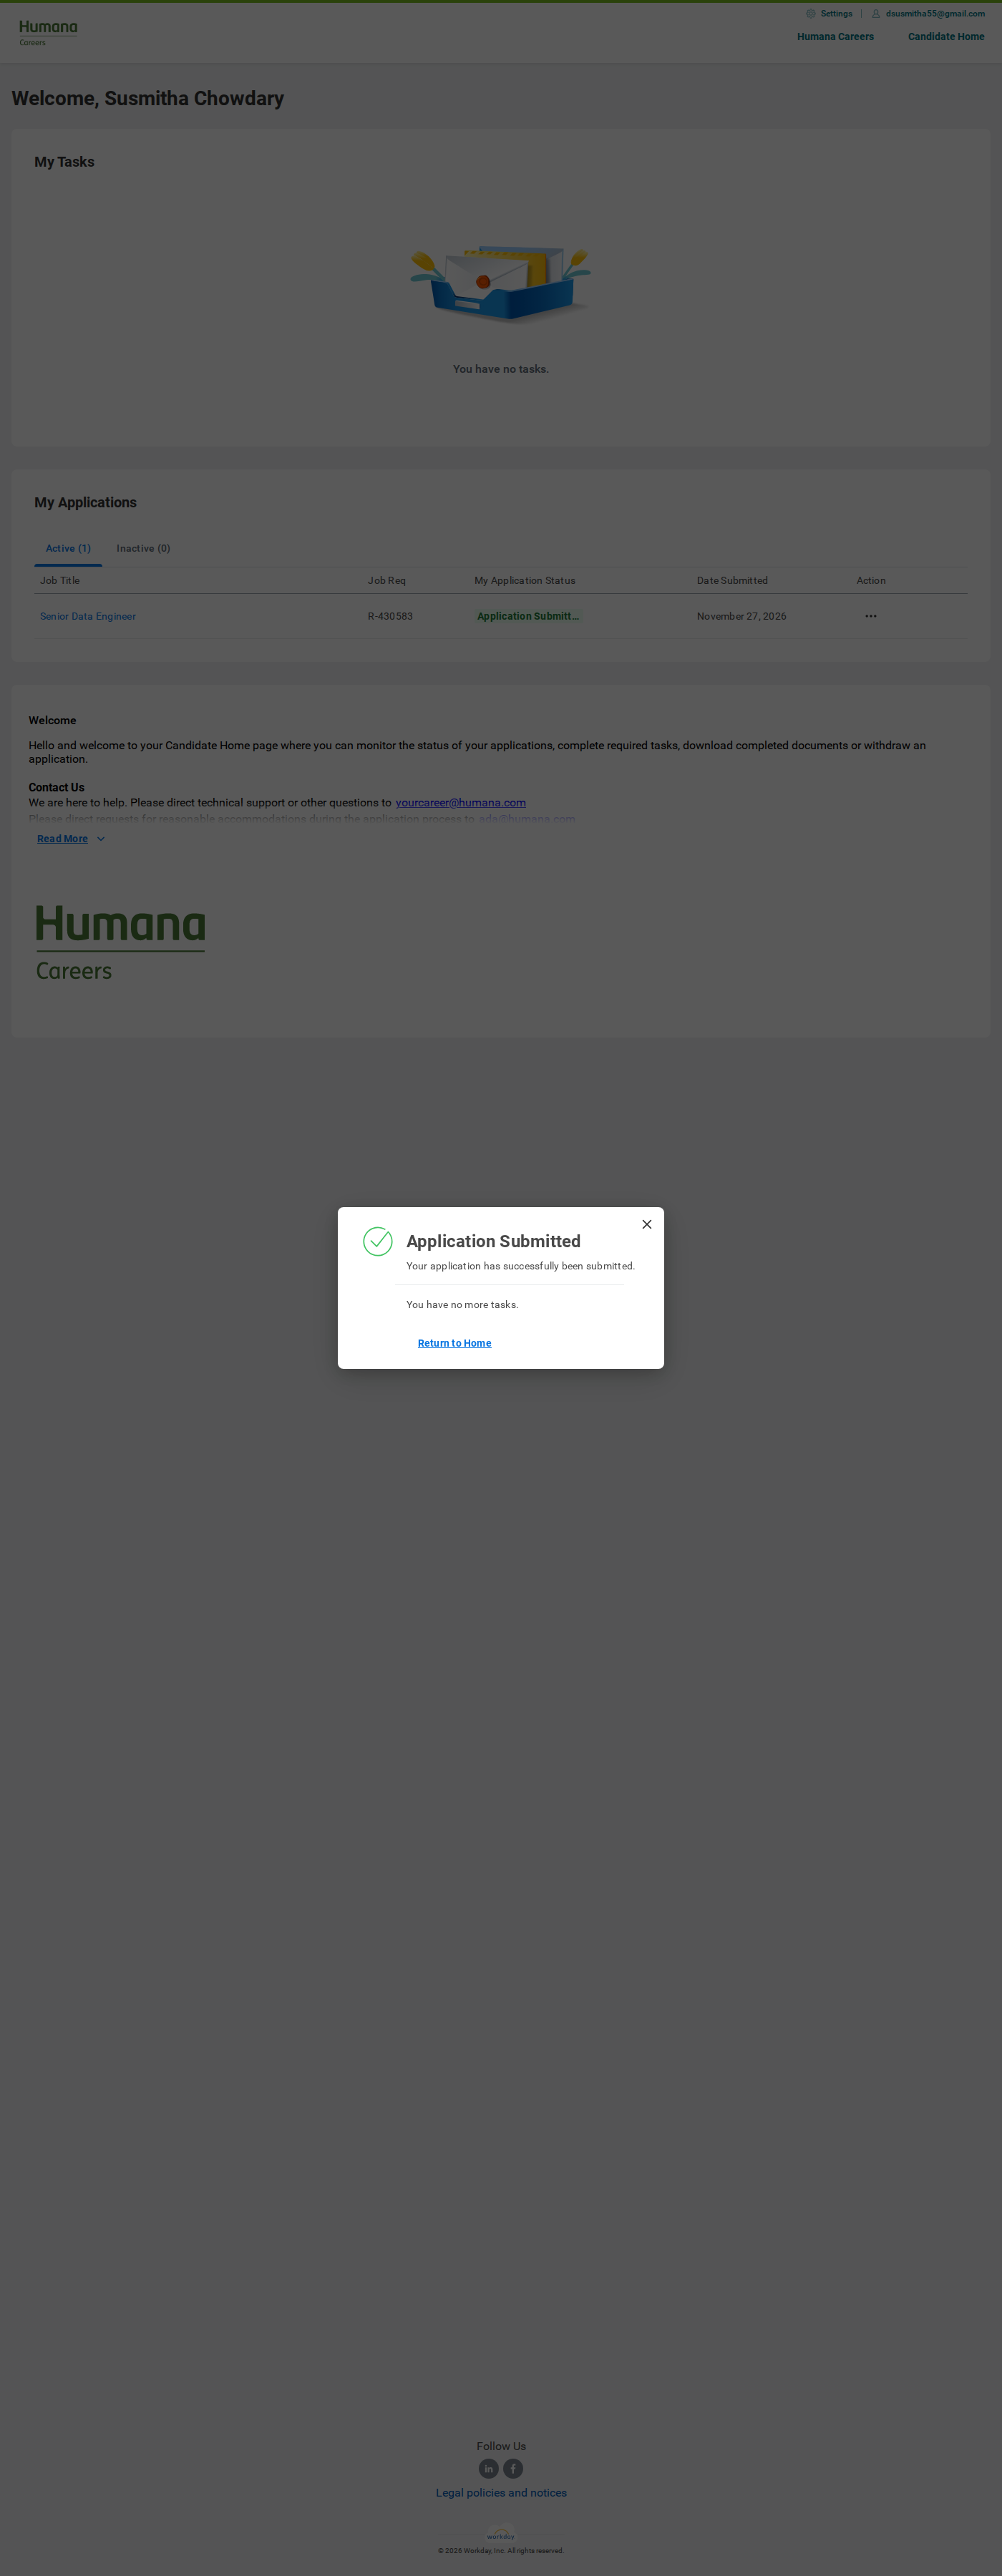 Humana
Careers
Settings
dsusmitha55@gmail.com
Humana Careers
Candidate Home
Welcome, Susmitha Chowdary
My Tasks
You have no tasks.
My Applications
Active (1)
Inactive (0)
Job Title
Job Req
My Application Status
Date Submitted
Action
Senior Data Engineer
R-430583
Application Submitt...
November 27, 2026
Welcome
Hello and welcome to your Candidate Home page where you can monitor the status of your applications, complete required tasks, download completed documents or withdraw an
application.
Contact Us
We are here to help. Please direct technical support or other questions to yourcareer@humana.com
Please direct requests for reasonable accommodations during the application process to ada@humana.com
Read More
Humana
Careers
Application Submitted
Your application has successfully been submitted.
You have no more tasks.
Return to Home
Follow Us
in
f
Legal policies and notices
workday
© 2026 Workday, Inc. All rights reserved.